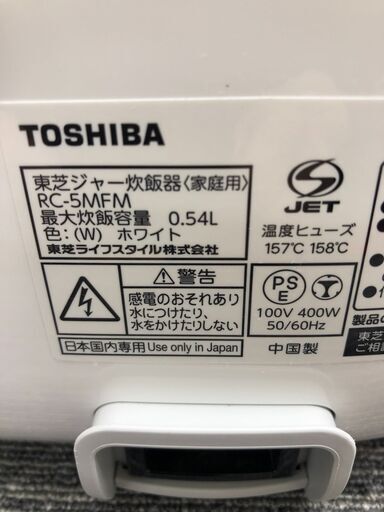 TOSHIBA
東芝ジャー炊飯器〈家庭用〉
RC-5MFM
最大炊飯容量 0.54L
色:(W) ホワイト
東芝ライフスタイル株式会社
S
JET
温度ヒューズ
157℃ 158℃
警告
感電のおそれあり
水につけたり、
水をかけたりしない
PS
E
100V 400W
50/60Hz
日本国内専用 Use only in Japan
中国製
製品の
東芝
ご相